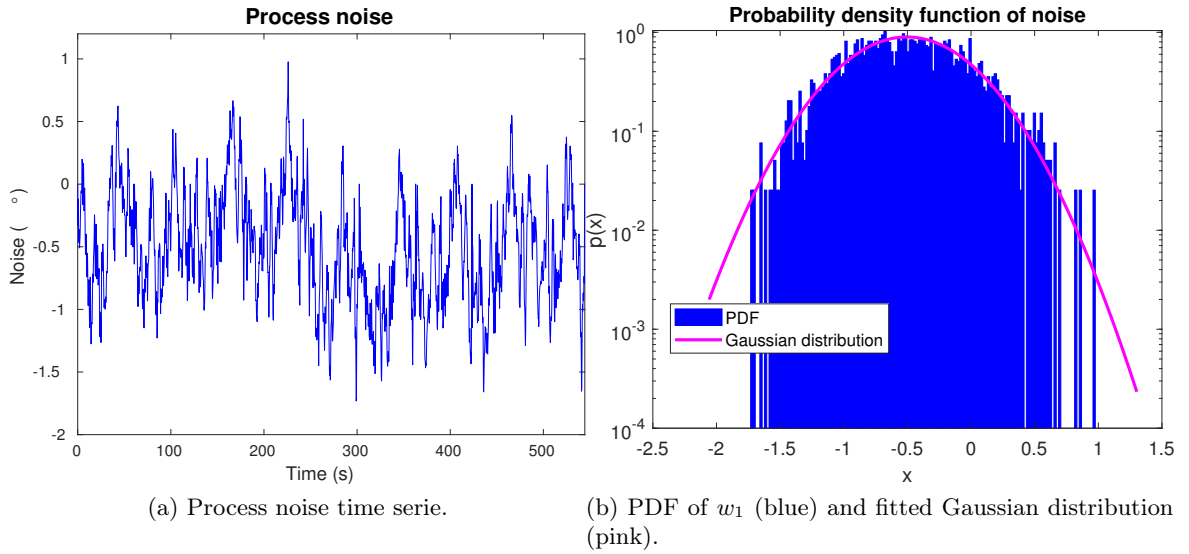 Process noise
1
0.5
0
-0.5
-1
-1.5
-2
Noise ( °)
0 100 200 300 400 500
Time (s)
(a) Process noise time serie.
Probability density function of noise
10^0
10^-1
10^-2
10^-3
10^-4
p(x)
PDF
Gaussian distribution
-2.5 -2 -1.5 -1 -0.5 0 0.5 1 1.5
x
(b) PDF of w_1 (blue) and fitted Gaussian distribution
(pink).